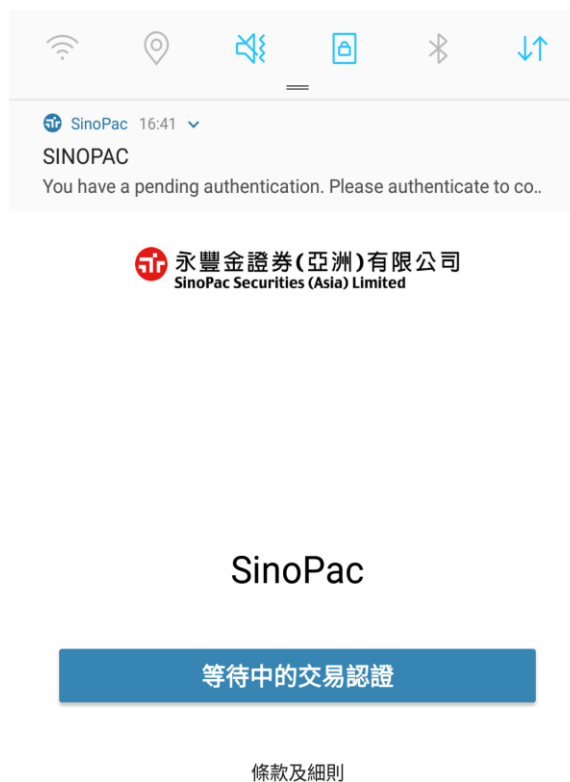 SinoPac 16:41
SINOPAC
You have a pending authentication. Please authenticate to co..
永豐金證券(亞洲)有限公司
SinoPac Securities (Asia) Limited
SinoPac
等待中的交易認證
條款及細則